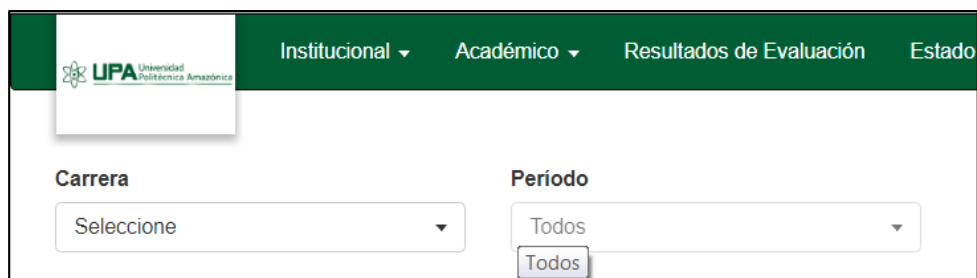 Institucional Académico Resultados de Evaluación Estado
UPA Universidad
Politécnica Amazónica
Carrera Período
Seleccione Todos
Todos